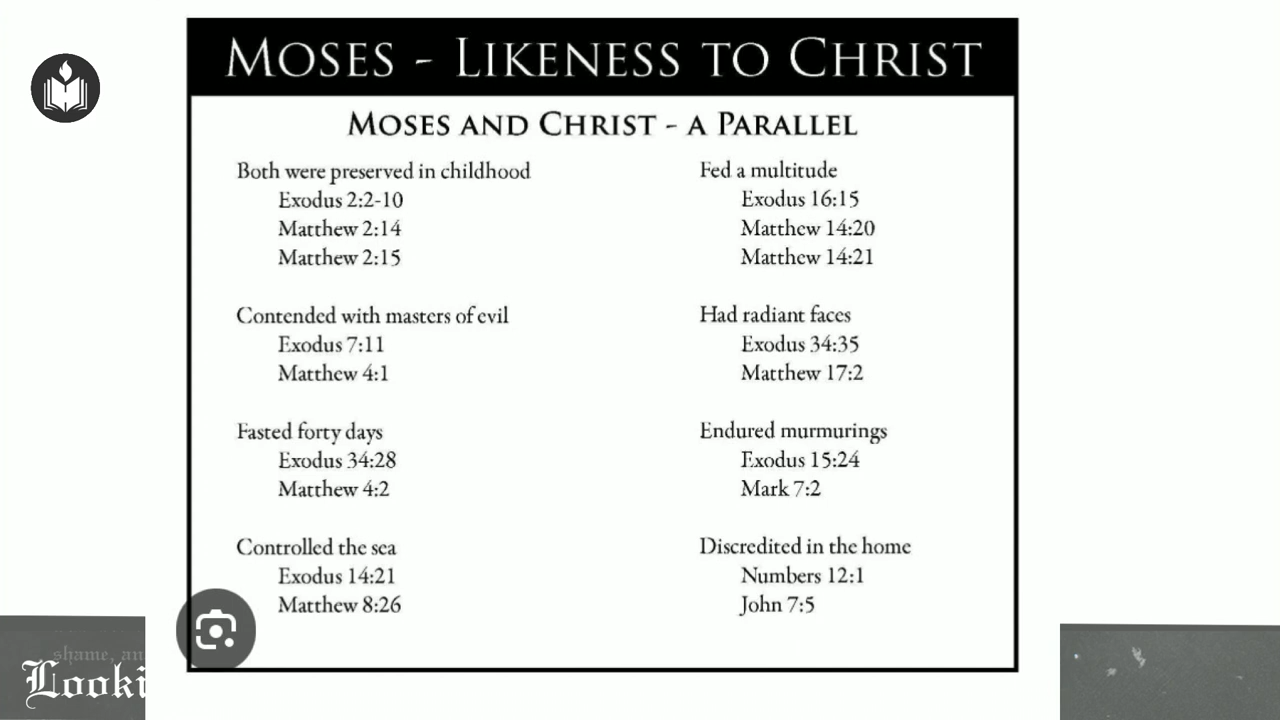 MOSES - LIKENESS TO CHRIST
MOSES AND CHRIST - A PARALLEL
Both were preserved in childhood
Exodus 2:2-10
Matthew 2:14
Matthew 2:15
Contended with masters of evil
Exodus 7:11
Matthew 4:1
Fasted forty days
Exodus 34:28
Matthew 4:2
Controlled the sea
Exodus 14:21
Matthew 8:26
Fed a multitude
Exodus 16:15
Matthew 14:20
Matthew 14:21
Had radiant faces
Exodus 34:35
Matthew 17:2
Endured murmurings
Exodus 15:24
Mark 7:2
Discredited in the home
Numbers 12:1
John 7:5
shame, an
Looki